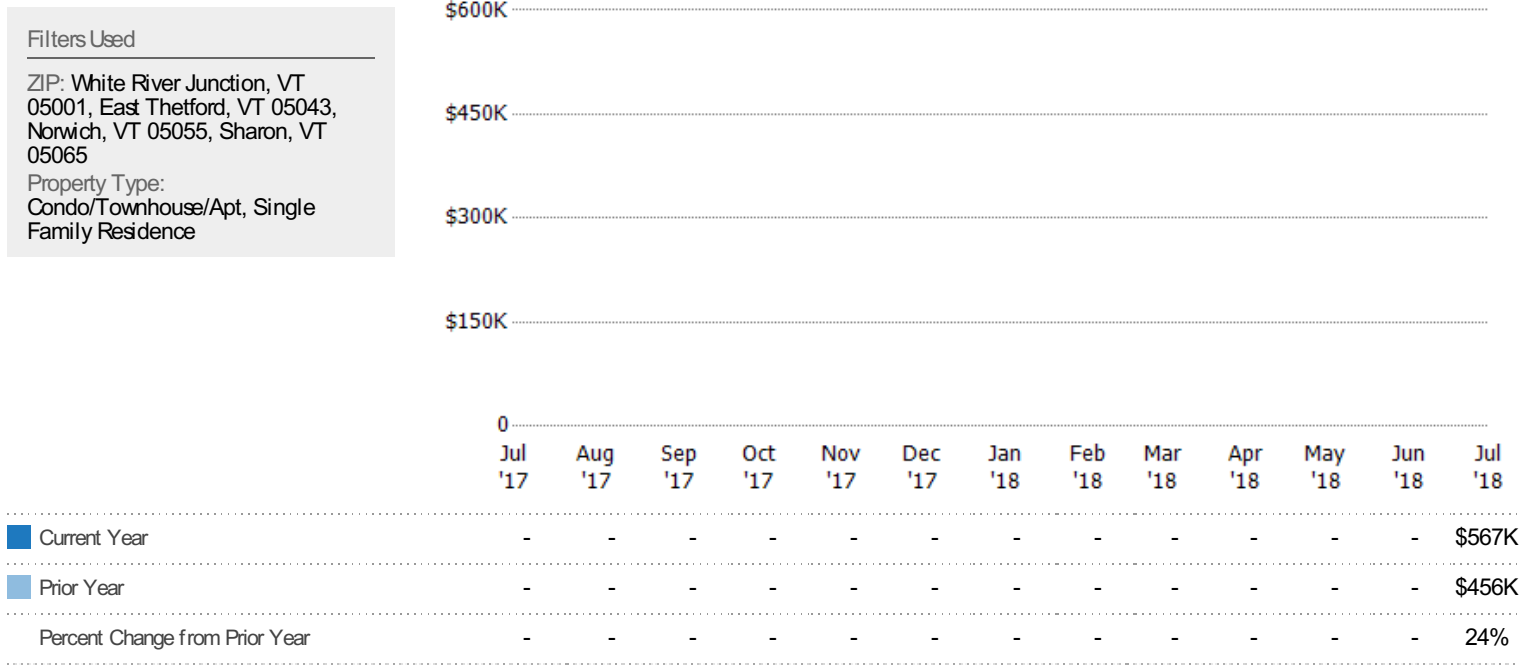 Filters Used
ZIP: White River Junction, VT
05001, East Thetford, VT 05043,
Norwich, VT 05055, Sharon, VT
05065
Property Type:
Condo/Townhouse/Apt, Single
Family Residence
$600K
$450K
$300K
$150K
0
Jul '17 Aug '17 Sep '17 Oct '17 Nov '17 Dec '17 Jan '18 Feb '18 Mar '18 Apr '18 May '18 Jun '18 Jul '18
Current Year - - - - - - - - - - - - $567K
Prior Year - - - - - - - - - - - - $456K
Percent Change from Prior Year - - - - - - - - - - - - 24%